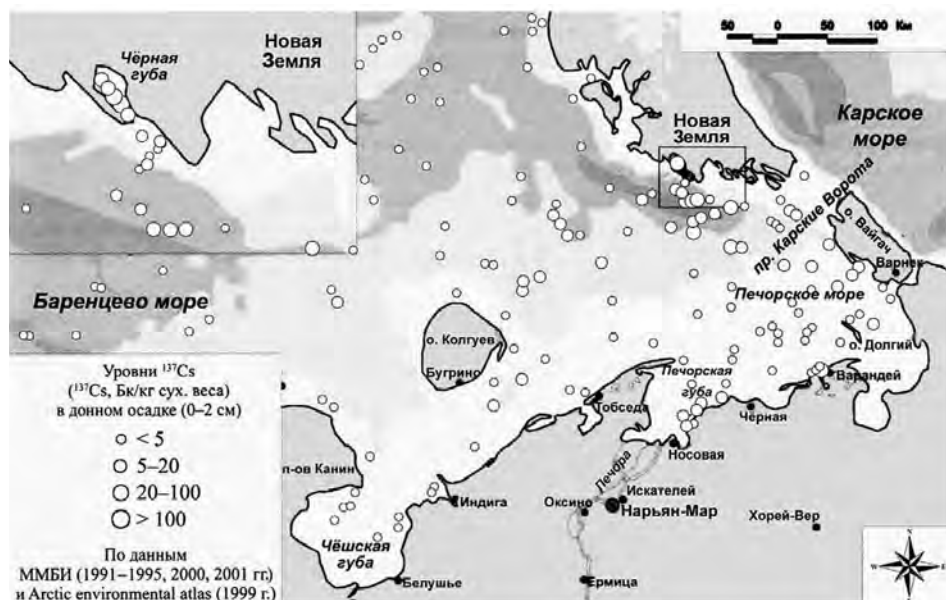 50 0 50 100 Км
Чёрная
губа
Новая
Земля
Новая
Земля
Карское
море
пр. Карские Ворота
о. Вайгач
Варнек
Баренцево море
Печорское море
о. Колгуев
Бугрино
о. Долгий
Печорская
губа
Варандей
Тобседа
Чёрная
Носовая
п-ов Канин
Печора
Индига
Оксино
Искателей
Нарьян-Мар
Хорей-Вер
Чёшская
губа
Белушье
Ермица
Уровни ¹³⁷Cs
(¹³⁷Cs, Бк/кг сух. веса)
в донном осадке (0–2 см)
< 5
5–20
20–100
> 100
По данным
ММБИ (1991–1995, 2000, 2001 гг.)
и Arctic environmental atlas (1999 г.)
N
W
E
S